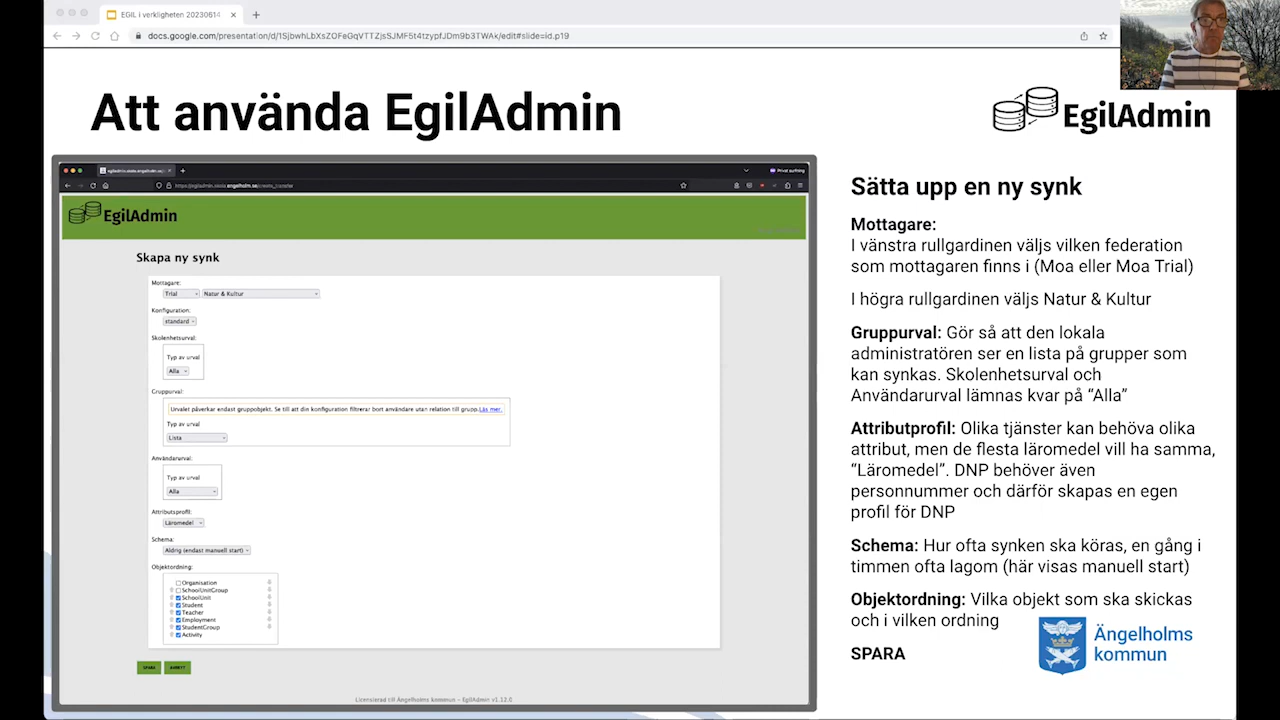 EGIL i verkligheten 20230614
docs.google.com/presentation/d/1SjbwhLbXsZOFeGqVTTZjsSJMF5t4tzypfJDm9b3TWAk/edit#slide=id.p19
Att använda EgilAdmin
EgilAdmin
Privat surfning
EgilAdmin
Skapa ny synk
Mottagare:
Trial
Natur & Kultur
Konfiguration:
standard
Skolenhetsurval:
Typ av urval
Alla
Gruppurval:
Urvalet påverkar endast gruppobjekt. Se till att din konfiguration filtrerar bort användare utan relation till grupp.Läs mer.
Typ av urval
Lista
Användarurval:
Typ av urval
Alla
Attributsprofil:
Läromedel
Schema:
Aldrig (endast manuell start)
Objektordning:
Organisation
SchoolUnitGroup
SchoolUnit
Student
Teacher
Employment
StudentGroup
Activity
SPARA
Licensierad till Ängelholms kommun - EgilAdmin v1.12.0
Sätta upp en ny synk
Mottagare:
I vänstra rullgardinen väljs vilken federation
som mottagaren finns i (Moa eller Moa Trial)
I högra rullgardinen väljs Natur & Kultur
Gruppurval: Gör så att den lokala
administratören ser en lista på grupper som
kan synkas. Skolenhetsurval och
Användarurval lämnas kvar på “Alla”
Attributprofil: Olika tjänster kan behöva olika
attribut, men de flesta läromedel vill ha samma,
“Läromedel”. DNP behöver även
personnummer och därför skapas en egen
profil för DNP
Schema: Hur ofta synken ska köras, en gång i
timmen ofta lagom (här visas manuell start)
Objektordning: Vilka objekt som ska skickas
och i vilken ordning
SPARA
Ängelholms
kommun